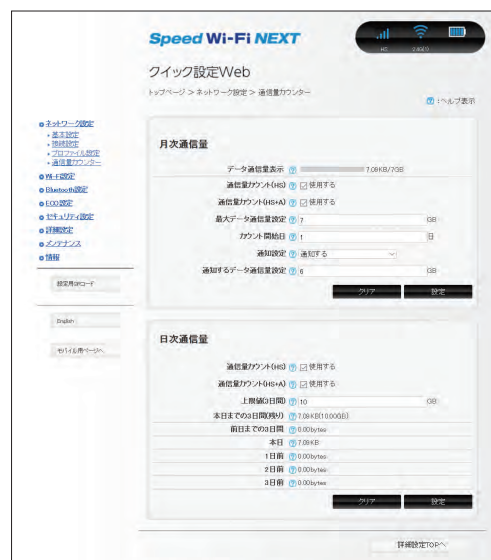 Speed Wi-Fi NEXT
HS
2.4GHz
クイック設定Web
トップページ > ネットワーク設定 > 通信量カウンター
? :ヘルプ表示
ネットワーク設定
基本設定
接続設定
プロファイル設定
通信量カウンター
Wi-Fi設定
Bluetooth設定
ECO設定
セキュリティ設定
詳細設定
メンテナンス
情報
設定用QRコード
English
モバイル用ページへ
月次通信量
データ通信量表示 ? 7.09KB/7GB
通信量カウント(HS) ? 使用する
通信量カウント(HS+A) ? 使用する
最大データ通信量設定 ? 7 GB
カウント開始日 ? 1 日
通知設定 ? 通知する
通知するデータ通信量設定 ? 6 GB
クリア 設定
日次通信量
通信量カウント(HS) ? 使用する
通信量カウント(HS+A) ? 使用する
上限値(3日間) ? 10 GB
本日までの3日間(残り) ? 7.09KB(10.00GB)
前日までの3日間 ? 0.00bytes
本日 ? 7.09KB
1日前 ? 0.00bytes
2日前 ? 0.00bytes
3日前 ? 0.00bytes
クリア 設定
詳細設定TOPへ